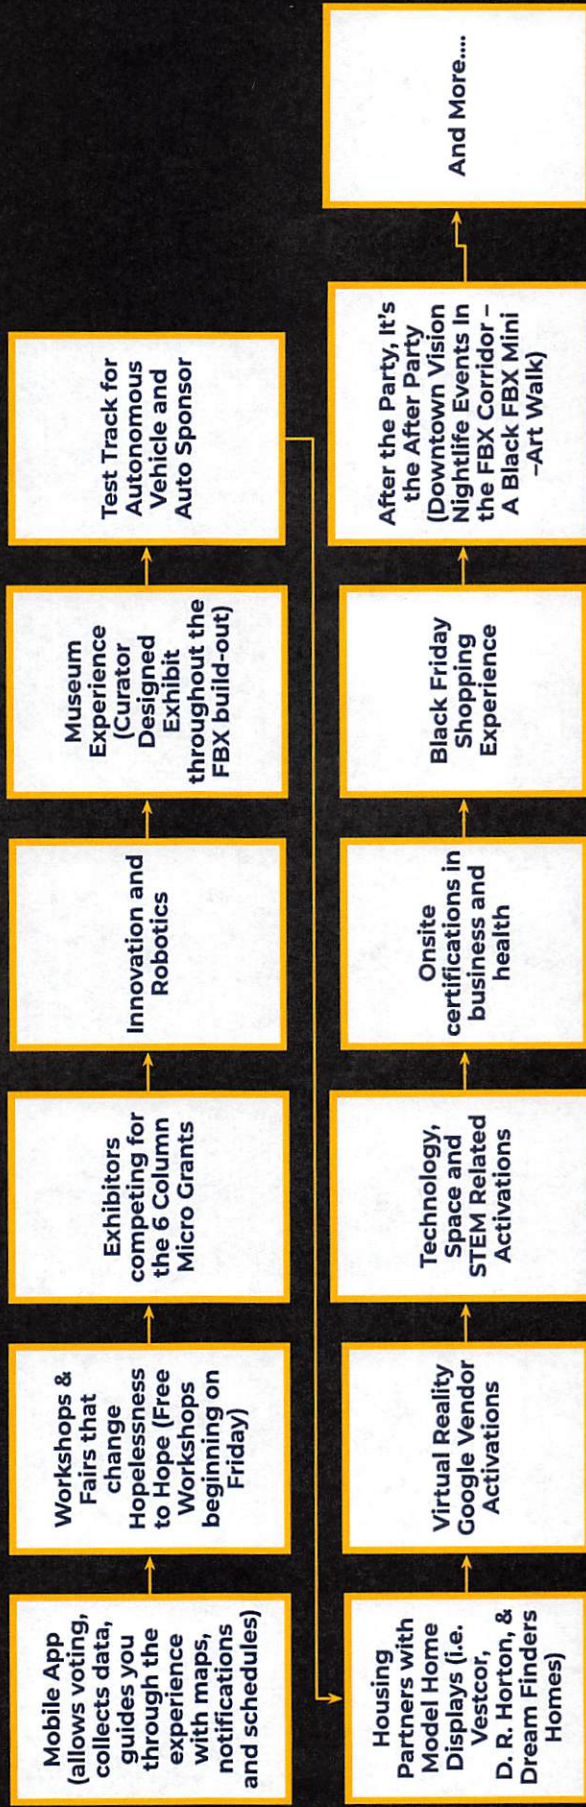 Mobile App
(allows voting,
collects data,
guides you
through the
experience
with maps,
notifications
and schedules)
Workshops &
Fairs that
change
Hopelessness
to Hope (Free
Workshops
beginning on
Friday)
Exhibitors
competing for
the 6 Column
Micro Grants
Innovation and
Robotics
Museum
Experience
(Curator
Designed
Exhibit
throughout the
FBX build-out)
Test Track for
Autonomous
Vehicle and
Auto Sponsor
Housing
Partners with
Model Home
Displays (i.e.
Vestcor,
D. R. Horton, &
Dream Finders
Homes)
Virtual Reality
Google Vendor
Activations
Technology,
Space and
STEM Related
Activations
Onsite
certifications in
business and
health
Black Friday
Shopping
Experience
After the Party, It's
the After Party
(Downtown Vision
Nightlife Events In
the FBX Corridor –
A Black FBX Mini
–Art Walk)
And More....